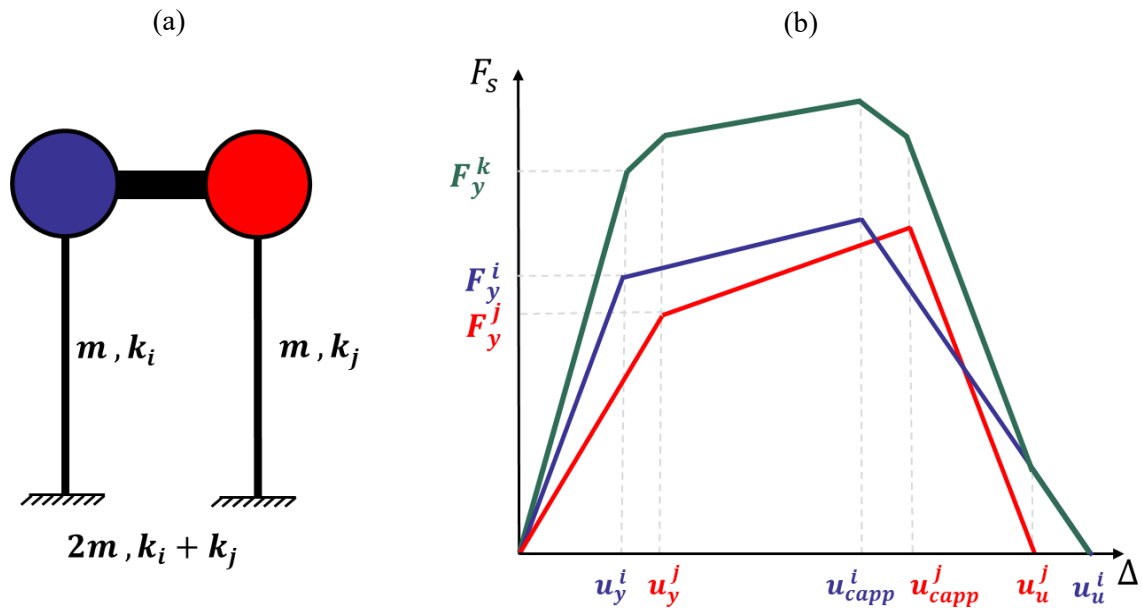 (a)
m , k_i
m , k_j
2m , k_i + k_j
(b)
F_s
F_y^k
F_y^i
F_y^j
u_y^i u_y^j u_capp^i u_capp^j u_u^j u_u^i Δ